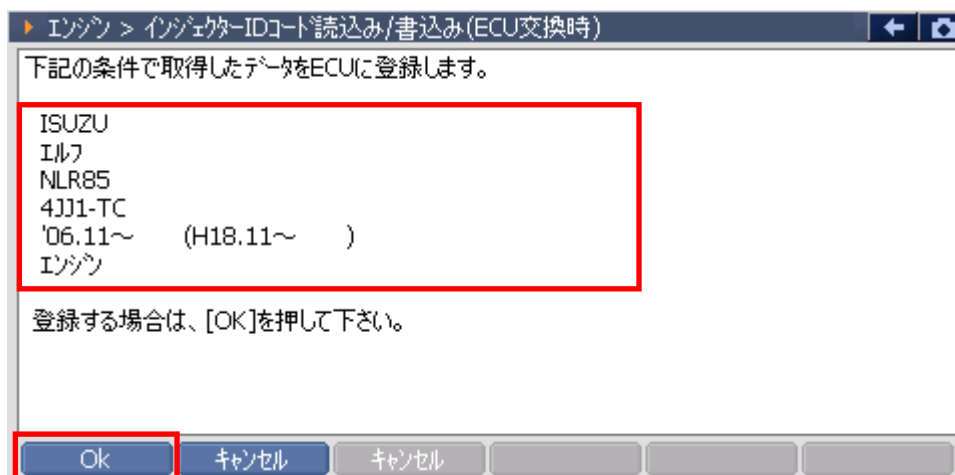 エンジン > インジェクターIDコード読込み/書込み(ECU交換時)
下記の条件で取得したデータをECUに登録します。
ISUZU
エルフ
NLR85
4JJ1-TC
'06.11～ (H18.11～ )
エンジン
登録する場合は、[OK]を押して下さい。
Ok キャンセル キャンセル